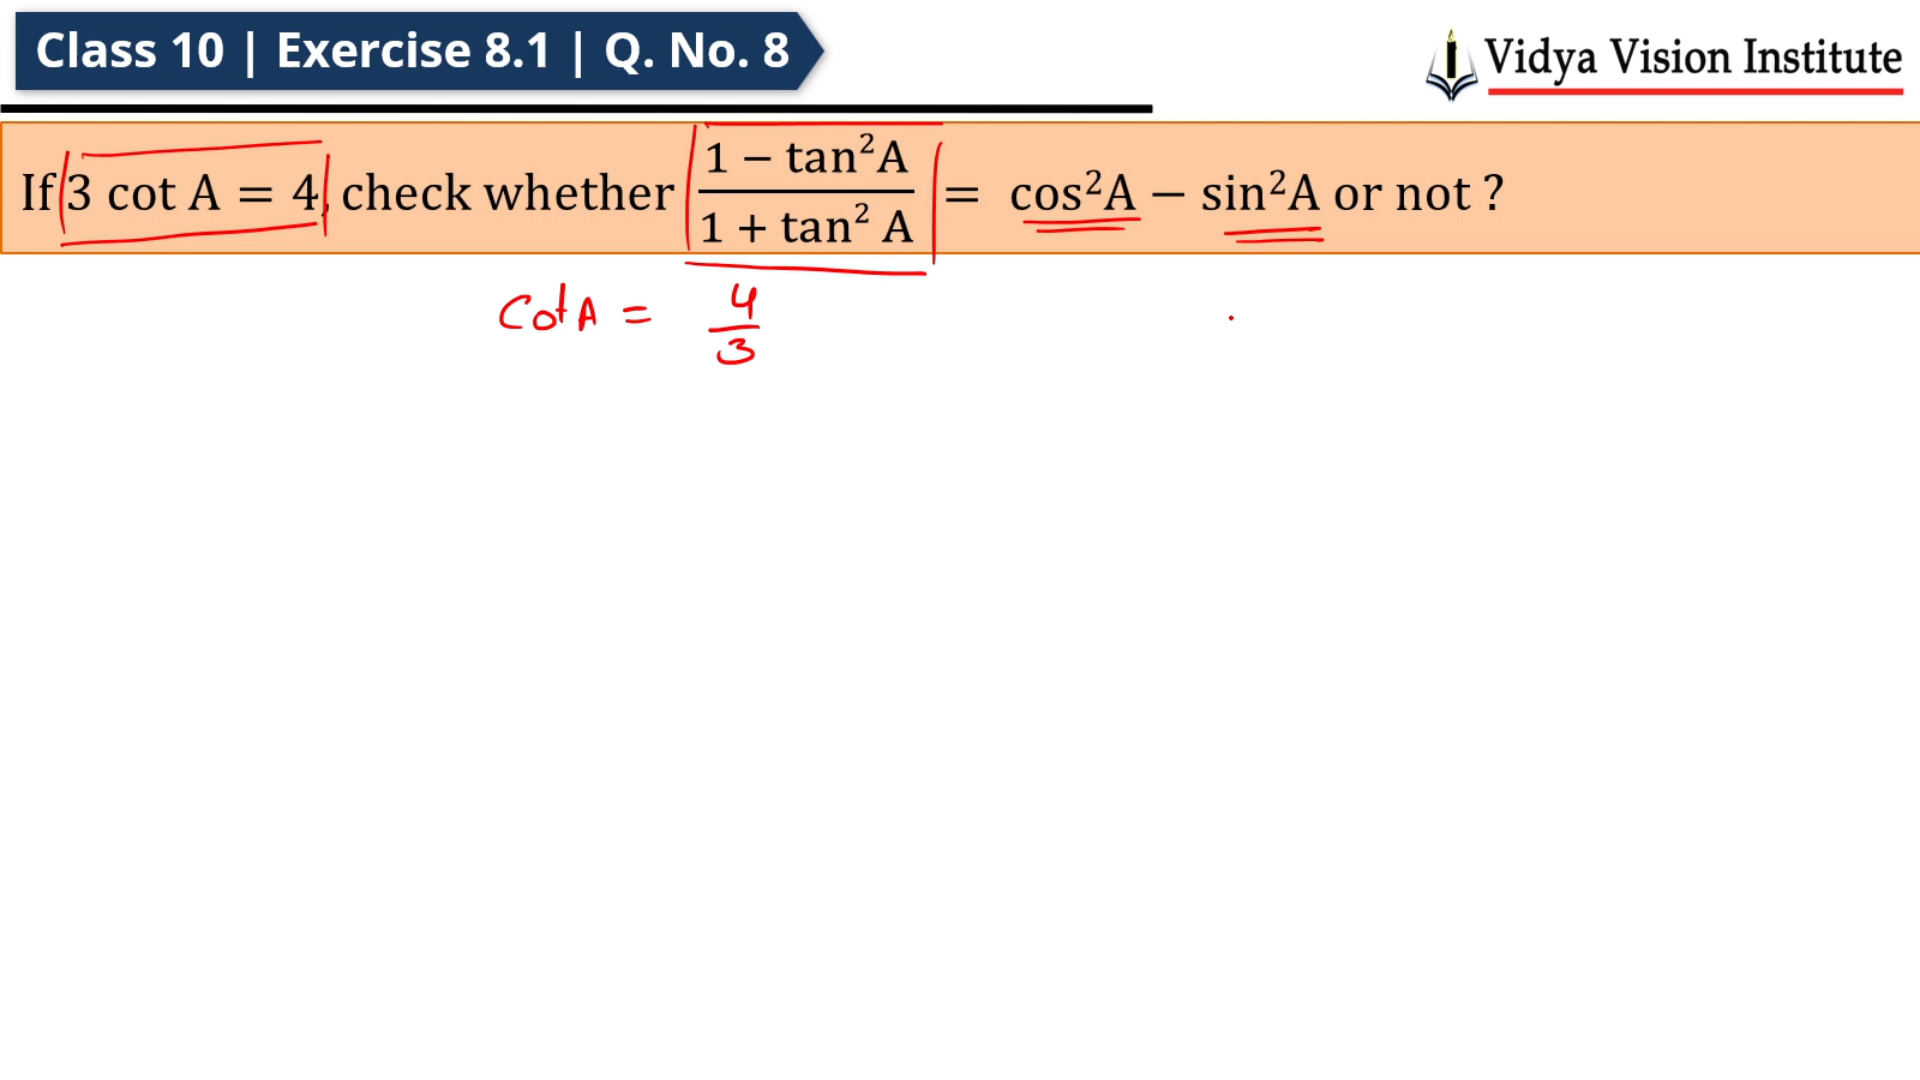 Class 10 | Exercise 8.1 | Q. No. 8
Vidya Vision Institute
If 3 cot A = 4, check whether (1 − tan²A)/(1 + tan² A) = cos²A − sin²A or not ?
Cot A = 4/3